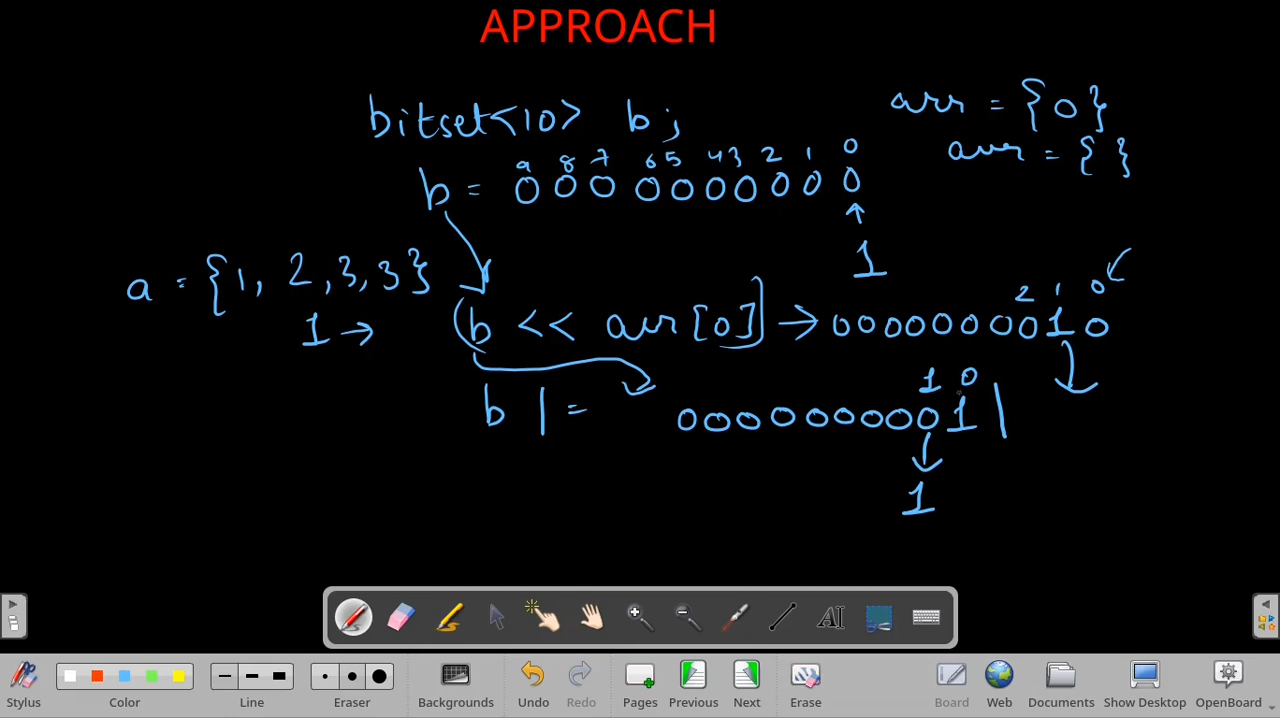 APPROACH
bitset<10> b;
arr = {0}
arr = { }
9 8 7 6 5 4 3 2 1 0
b = 0 0 0 0 0 0 0 0 0 0
1
a = {1, 2, 3, 3}
2 1 0
1 → (b << arr[0]) → 0 0 0 0 0 0 0 0 1 0
1 0
b |= 0 0 0 0 0 0 0 0 0 1 |
1
AI
Stylus Color Line Eraser Backgrounds Undo Redo Pages Previous Next Erase Board Web Documents Show Desktop OpenBoard